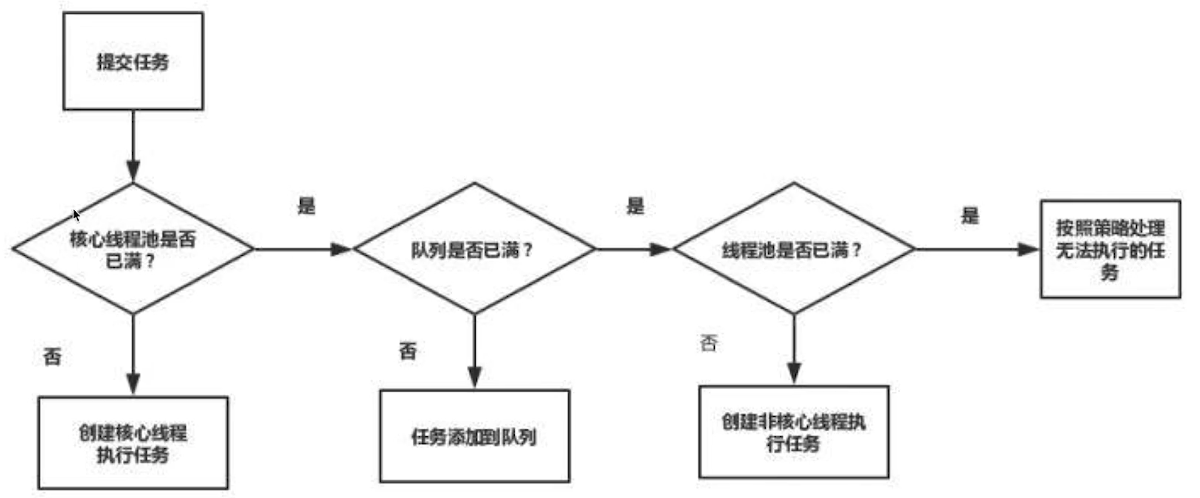 提交任务
核心线程池是否
已满？
是
队列是否已满？
是
线程池是否已满？
是
按照策略处理
无法执行的任
务
否
创建核心线程
执行任务
否
任务添加到队列
否
创建非核心线程执
行任务